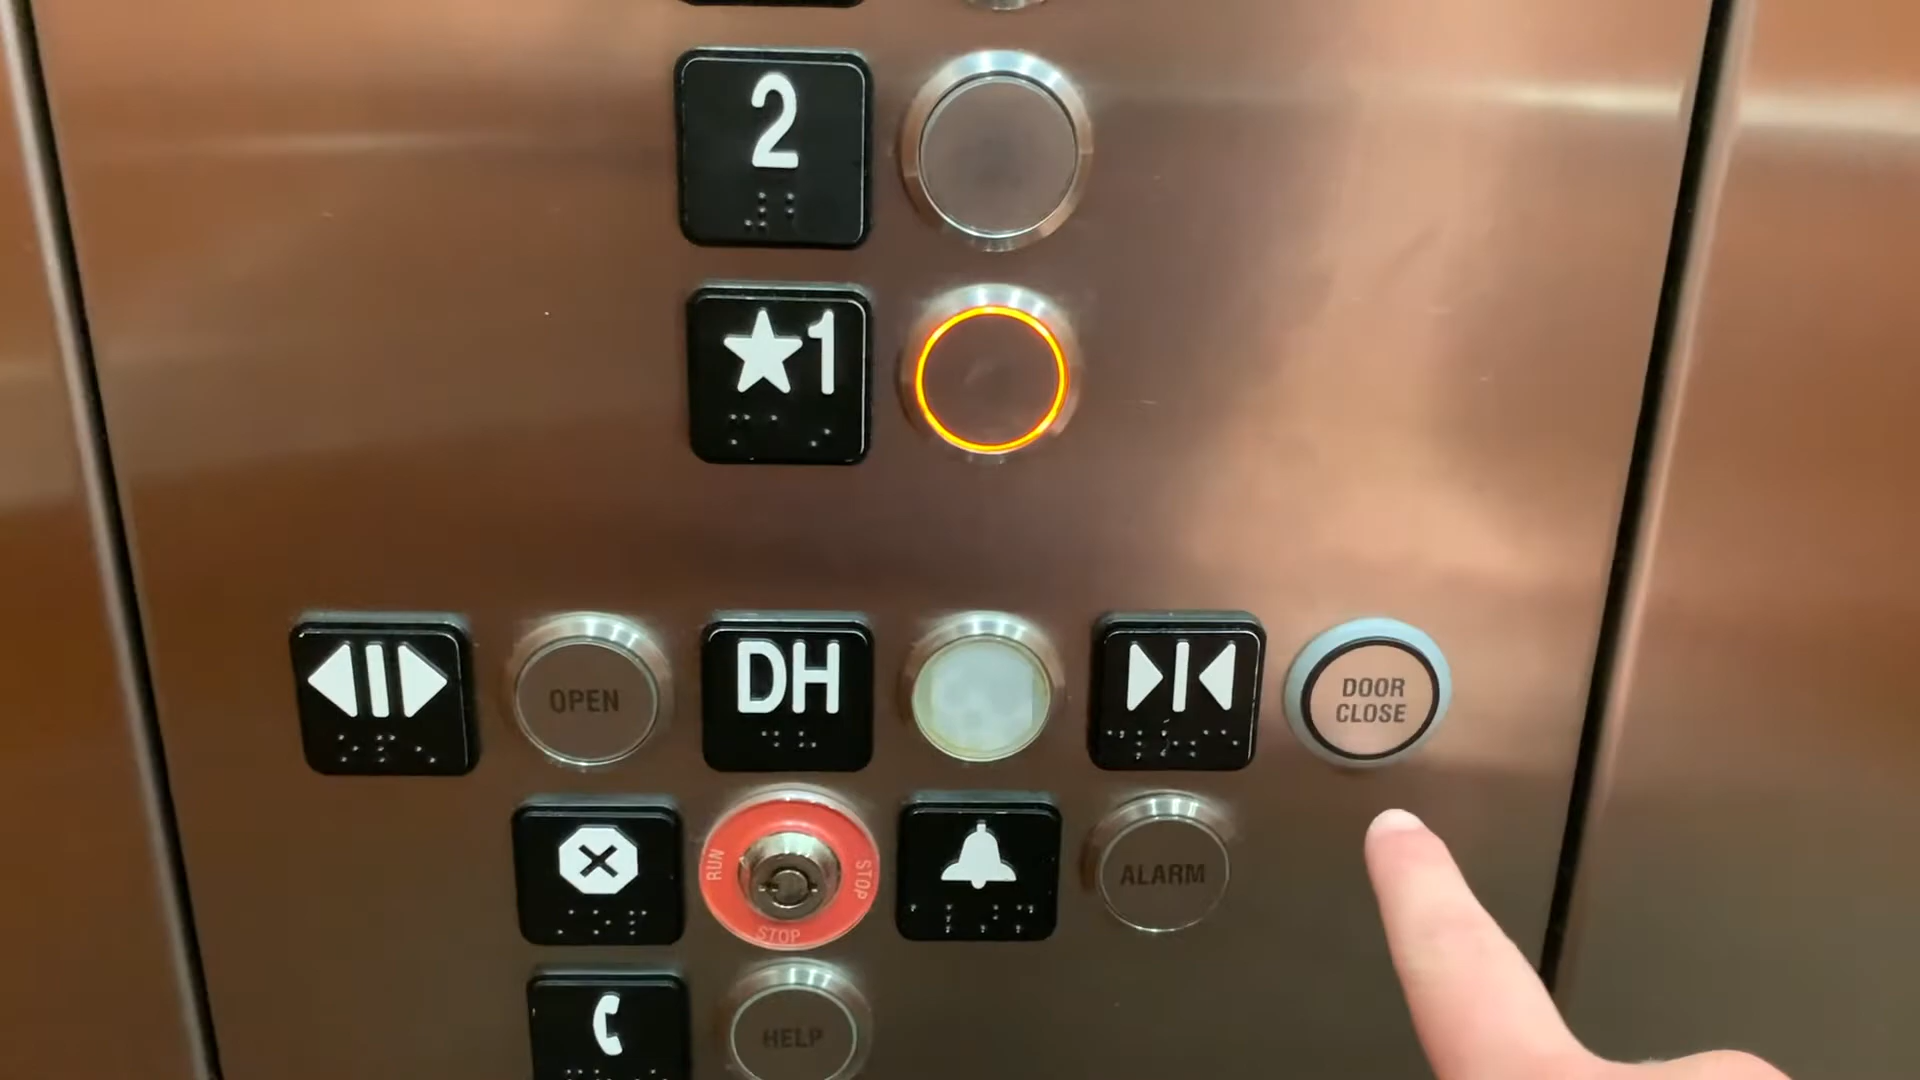 2
★1
OPEN
DH
DOOR
CLOSE
RUN
STOP
STOP
ALARM
HELP